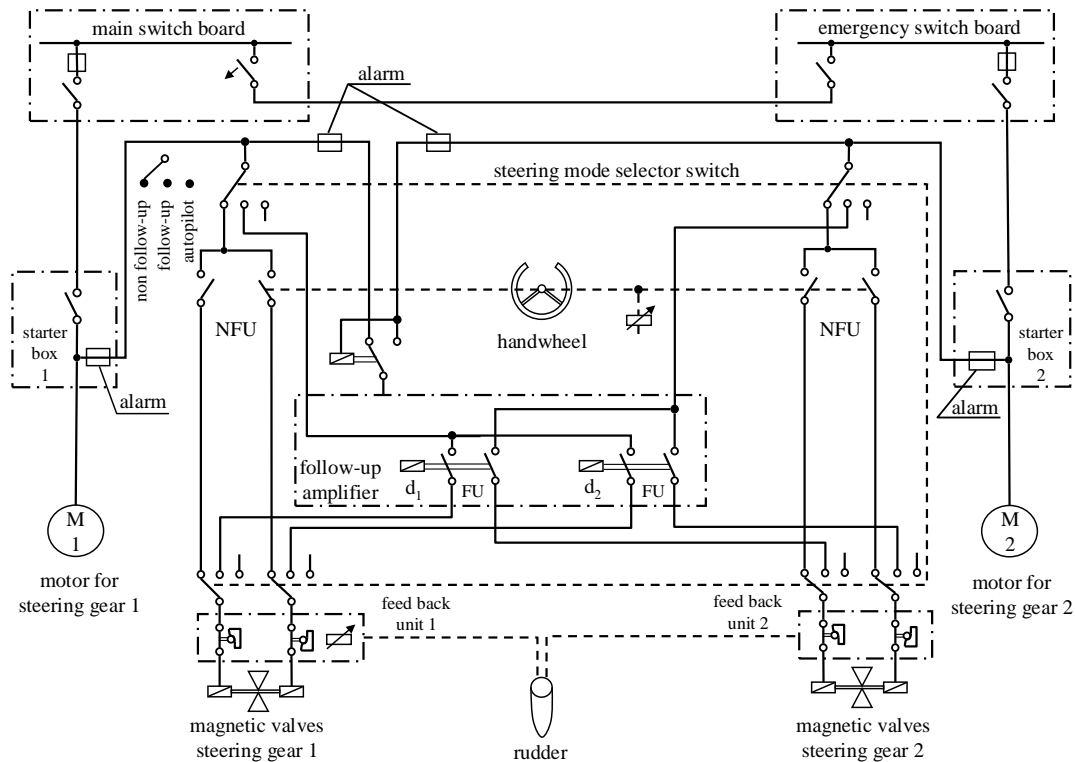 main switch board
emergency switch board
alarm
steering mode selector switch
non follow-up
follow-up
autopilot
NFU
handwheel
NFU
starter
box
1
starter
box
2
alarm
alarm
follow-up
amplifier
d1
FU
d2
FU
M
1
M
2
motor for
steering gear 1
motor for
steering gear 2
feed back
unit 1
feed back
unit 2
magnetic valves
steering gear 1
rudder
magnetic valves
steering gear 2